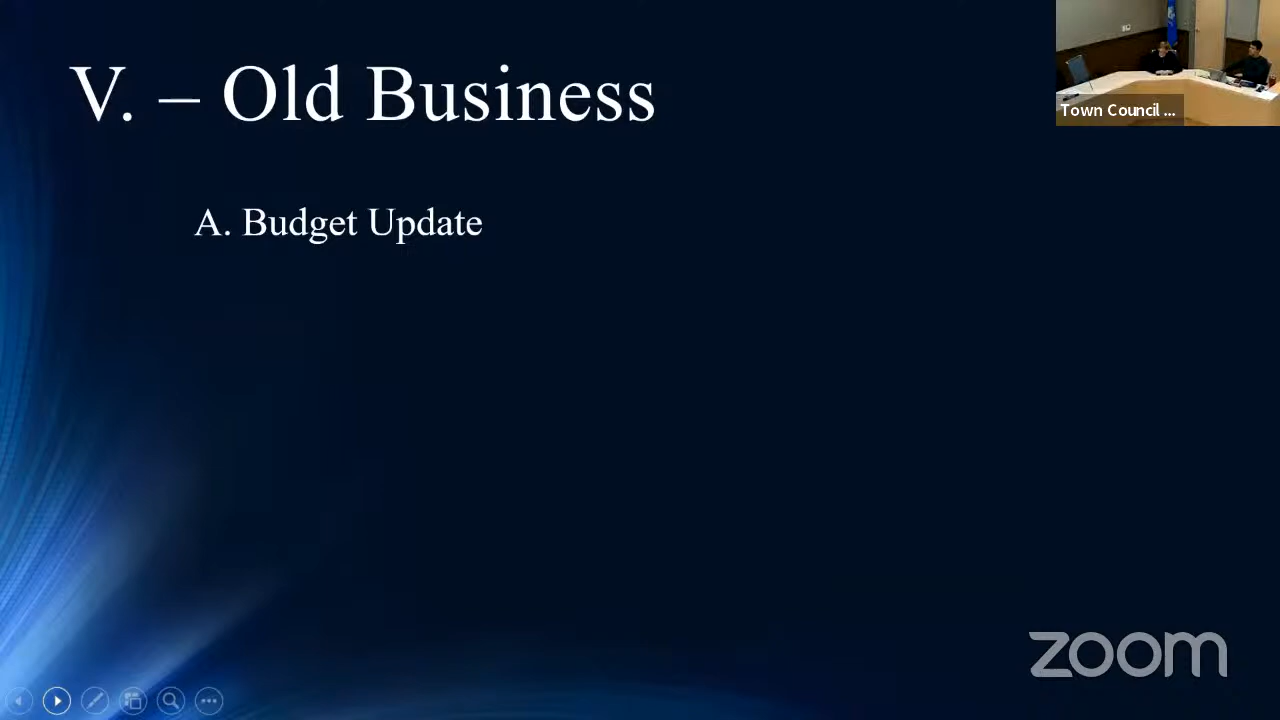 V. – Old Business
Town Council ...
A. Budget Update
zoom